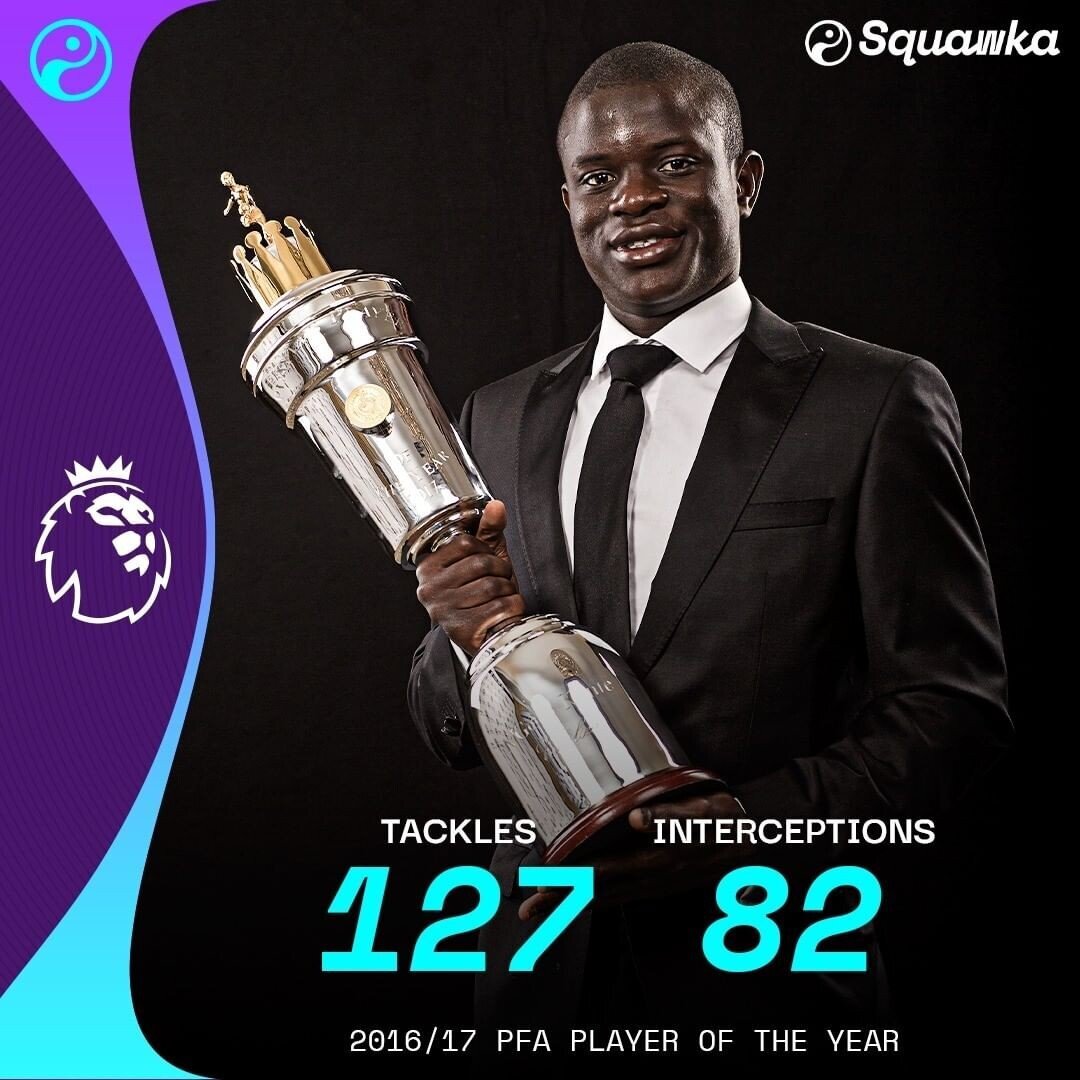 Squawka
TACKLES INTERCEPTIONS
127 82
2016/17 PFA PLAYER OF THE YEAR